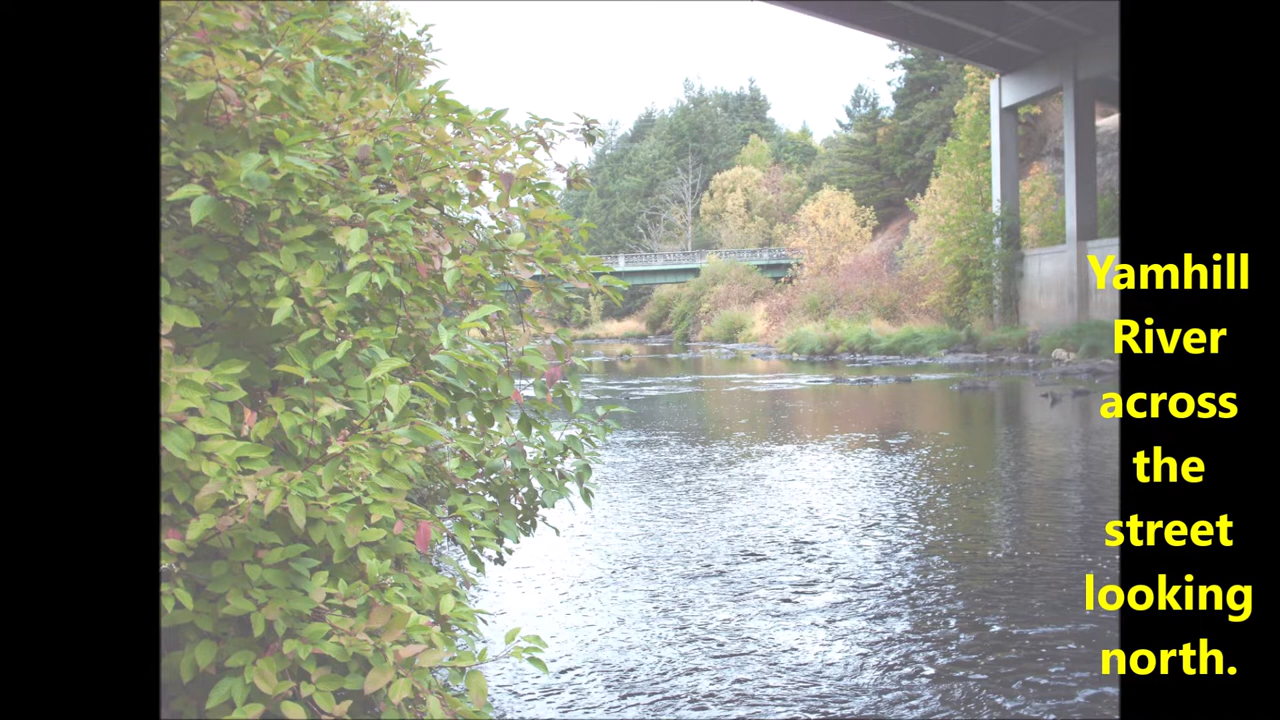 Yamhill
River
across
the
street
looking
north.